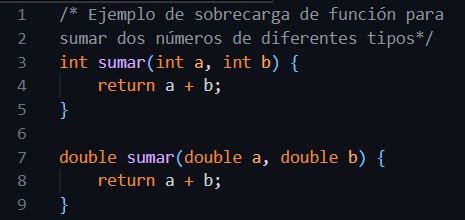 1 /* Ejemplo de sobrecarga de función para
2 sumar dos números de diferentes tipos*/
3 int sumar(int a, int b) {
4     return a + b;
5 }
6
7 double sumar(double a, double b) {
8     return a + b;
9 }